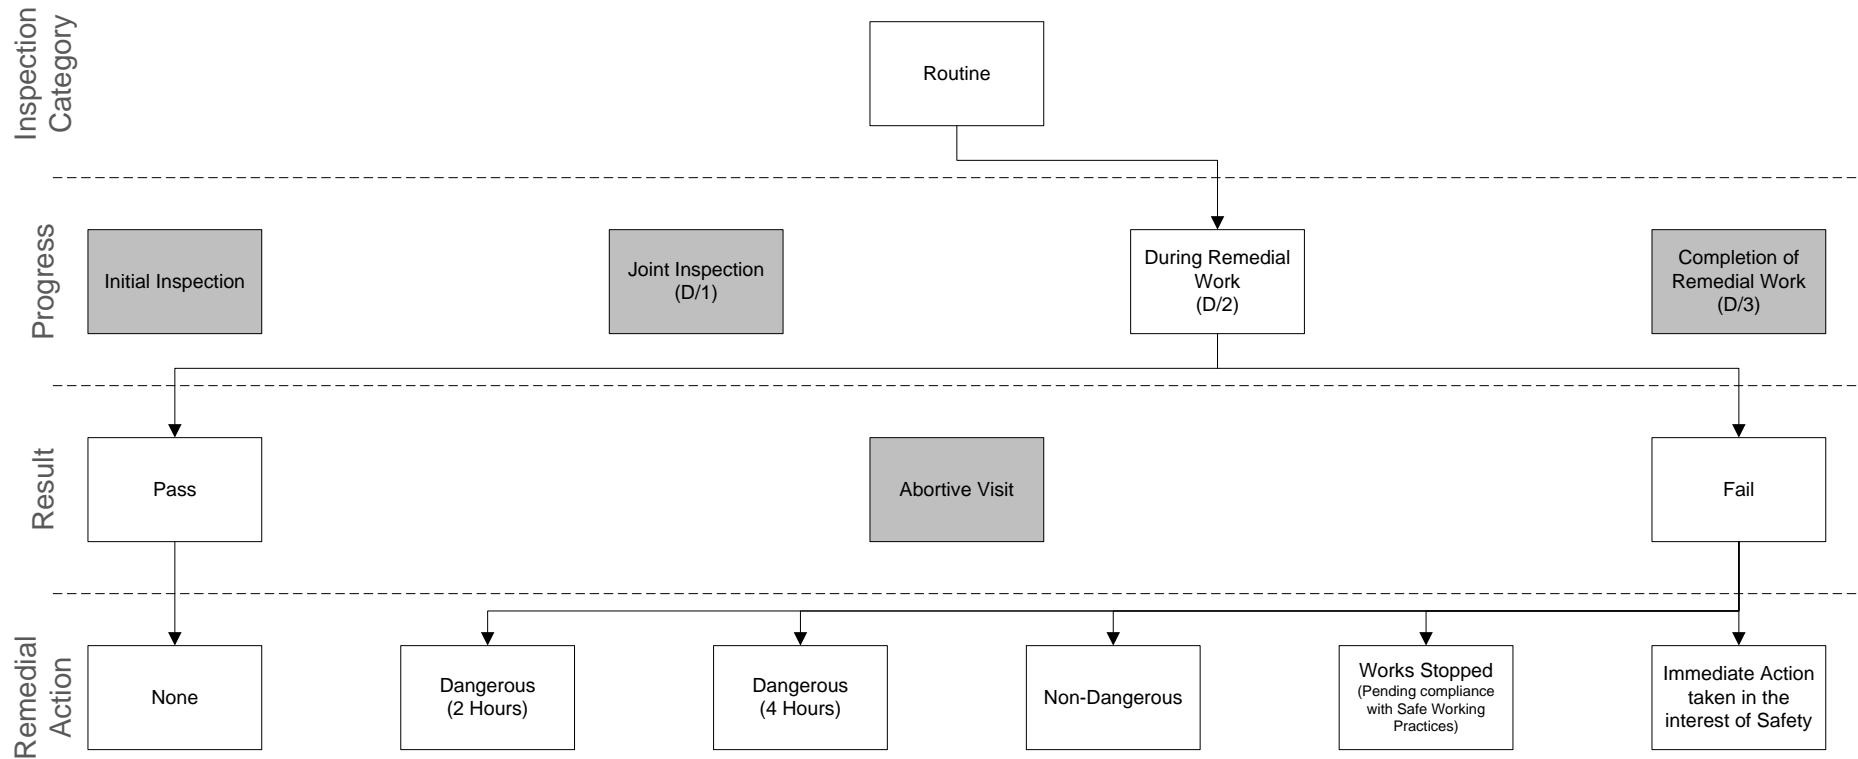 Inspection
Category
Routine
Progress
Initial Inspection
Joint Inspection
(D/1)
During Remedial
Work
(D/2)
Completion of
Remedial Work
(D/3)
Result
Pass
Abortive Visit
Fail
Remedial
Action
None
Dangerous
(2 Hours)
Dangerous
(4 Hours)
Non-Dangerous
Works Stopped
(Pending compliance
with Safe Working
Practices)
Immediate Action
taken in the
interest of Safety